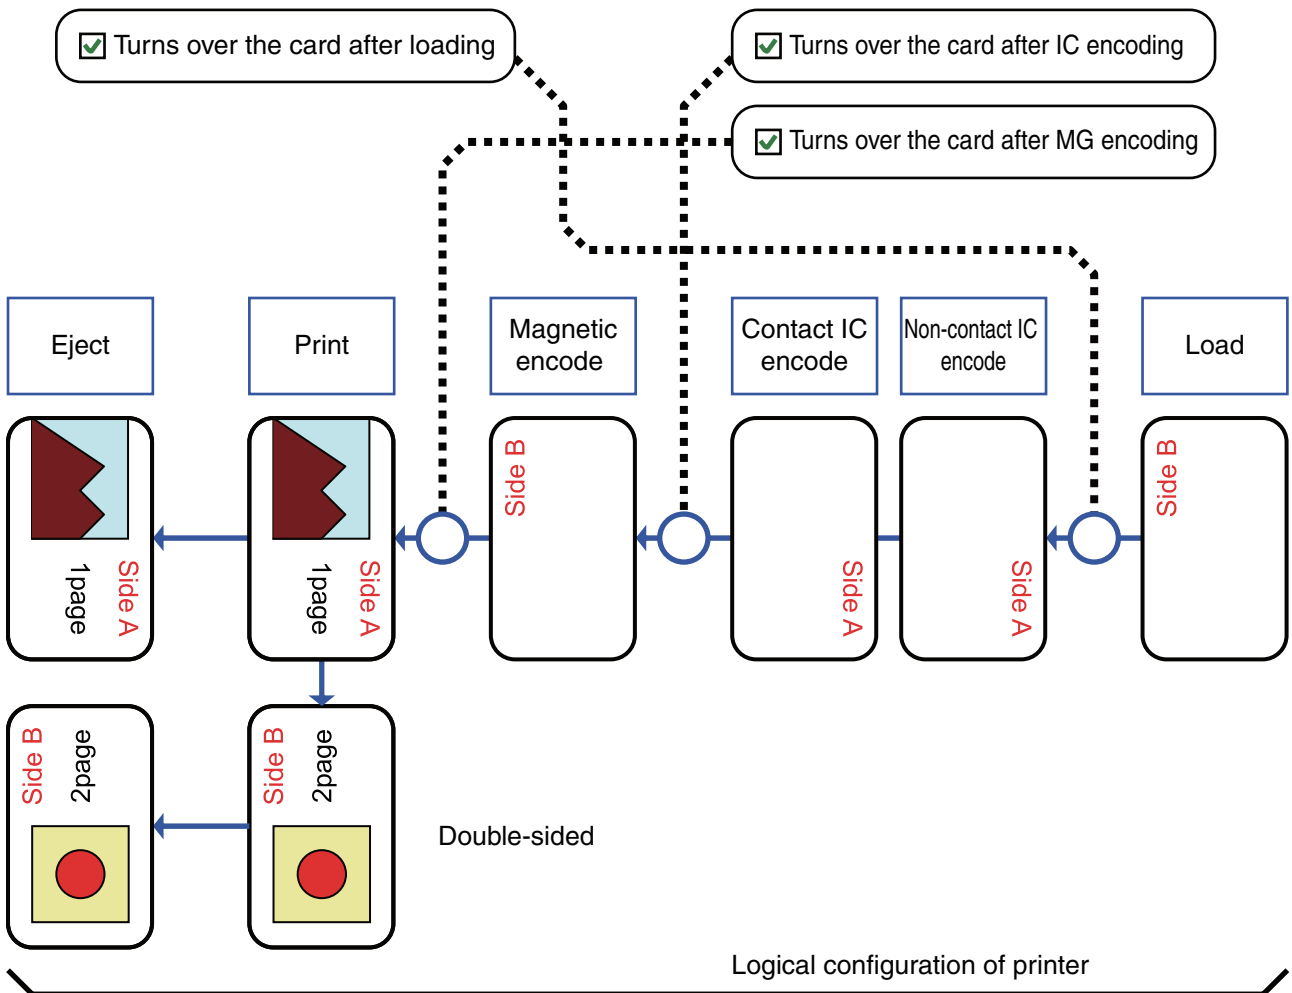 Turns over the card after loading
Turns over the card after IC encoding
Turns over the card after MG encoding
Eject
Print
Magnetic
encode
Contact IC
encode
Non-contact IC
encode
Load
Side A
1page
Side A
1page
Side B
Side A
Side A
Side B
Side B
2page
Side B
2page
Double-sided
Logical configuration of printer